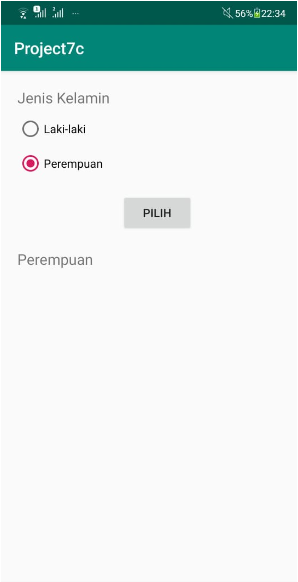 56% 22:34
Project7c
Jenis Kelamin
Laki-laki
Perempuan
PILIH
Perempuan